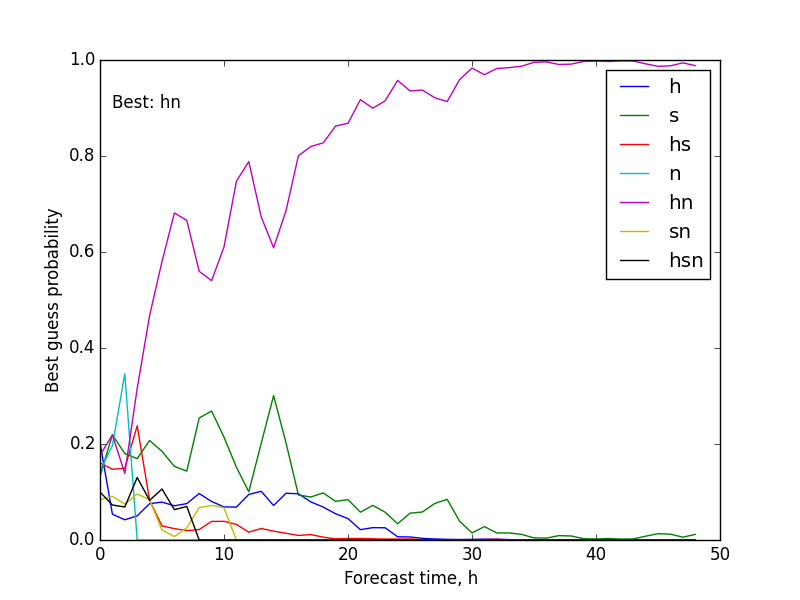 1.0
0.8
0.6
0.4
0.2
0.0
Best guess probability
Best: hn
h
s
hs
n
hn
sn
hsn
0 10 20 30 40 50
Forecast time, h